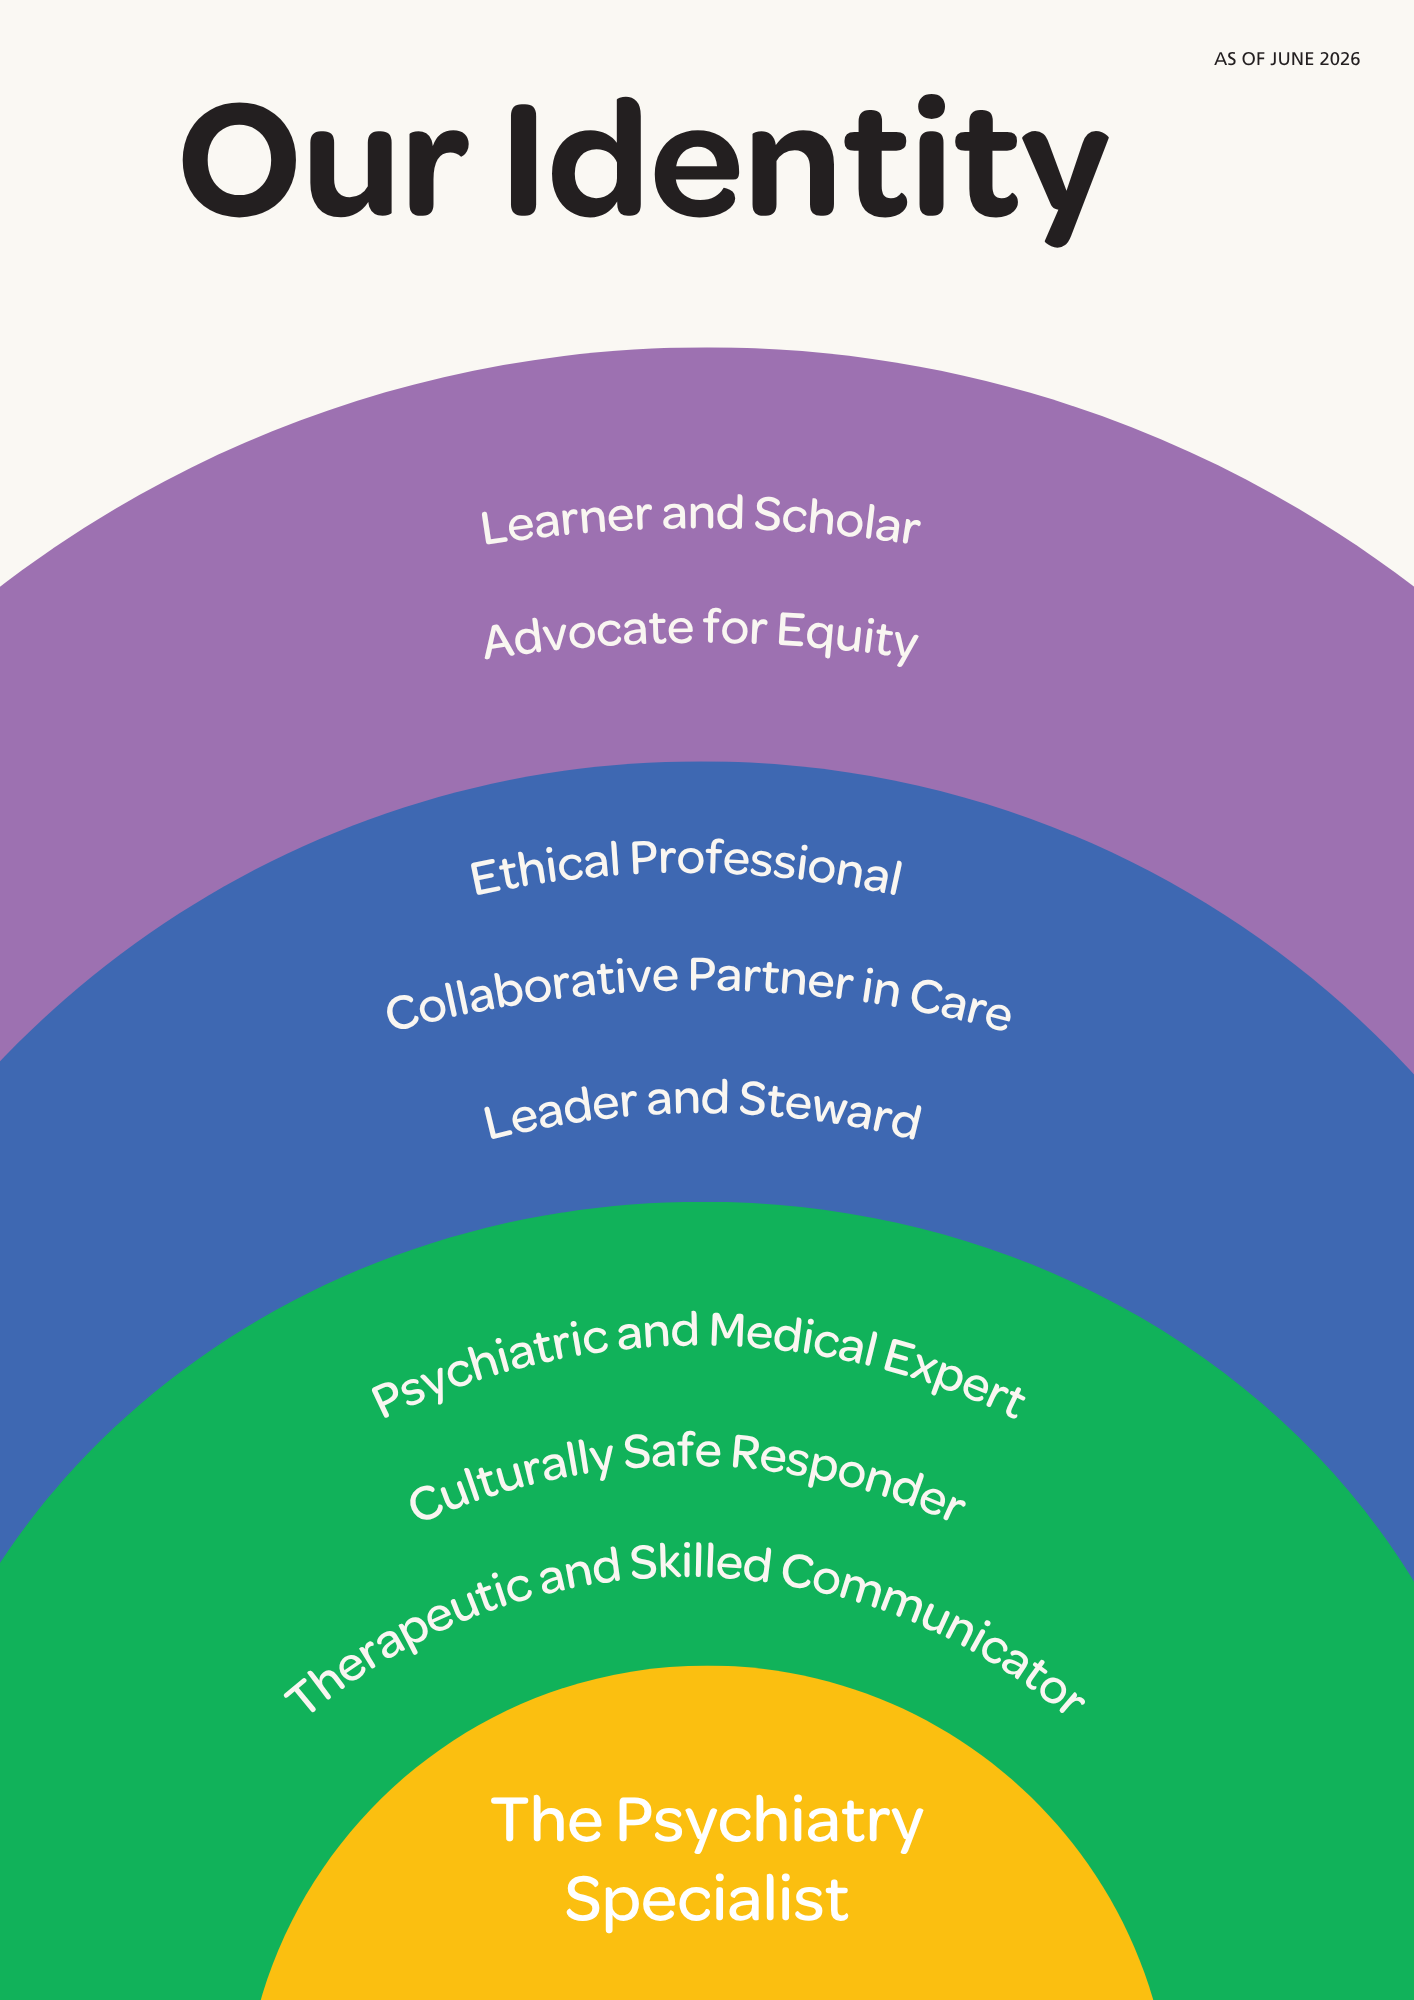 AS OF JUNE 2026
Our Identity
Learner and Scholar
Advocate for Equity
Ethical Professional
Collaborative Partner in Care
Leader and Steward
Psychiatric and Medical Expert
Culturally Safe Responder
Therapeutic and Skilled Communicator
The Psychiatry
Specialist